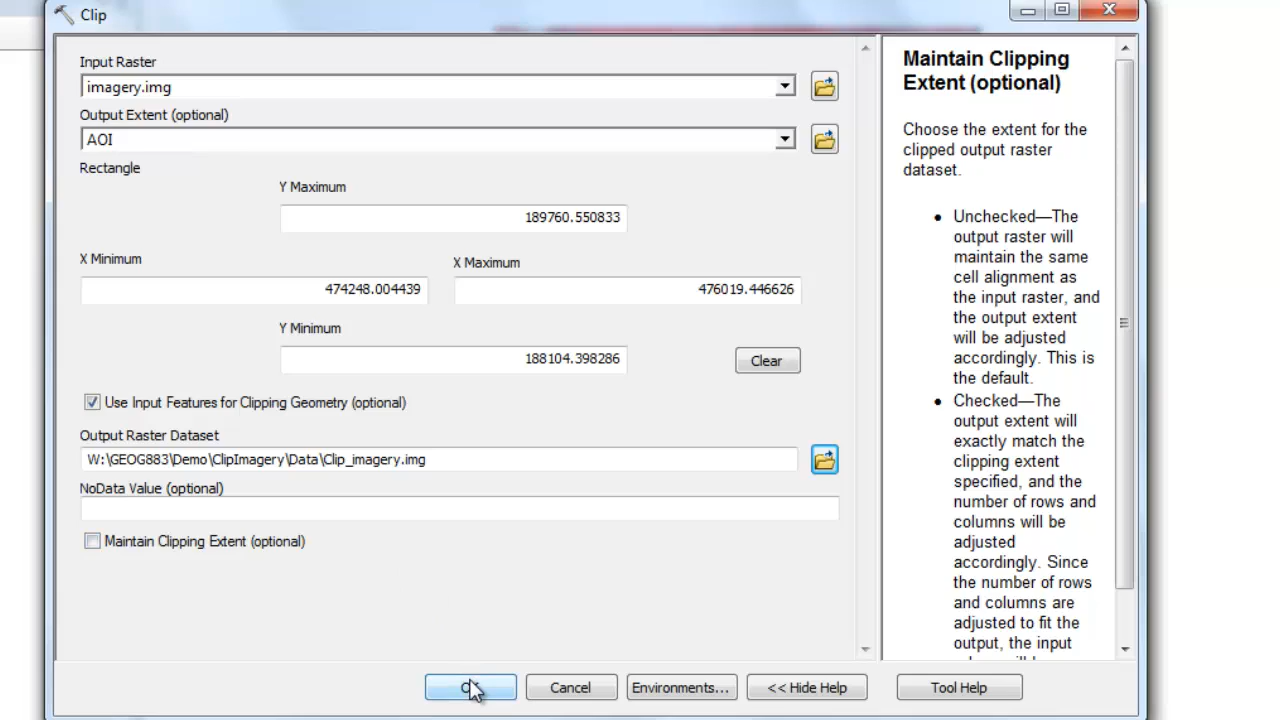 Clip
Input Raster
imagery.img
Output Extent (optional)
AOI
Rectangle
Y Maximum
189760.550833
X Minimum
X Maximum
474248.004439
476019.446626
Y Minimum
188104.398286
Clear
Use Input Features for Clipping Geometry (optional)
Output Raster Dataset
W:\GEOG883\Demo\ClipImagery\Data\Clip_imagery.img
NoData Value (optional)
Maintain Clipping Extent (optional)
Cancel
Environments...
<< Hide Help
Tool Help
Maintain Clipping
Extent (optional)
Choose the extent for the
clipped output raster
dataset.
Unchecked—The
output raster will
maintain the same
cell alignment as
the input raster, and
the output extent
will be adjusted
accordingly. This is
the default.
Checked—The
output extent will
exactly match the
clipping extent
specified, and the
number of rows and
columns will be
adjusted
accordingly. Since
the number of rows
and columns are
adjusted to fit the
output, the input